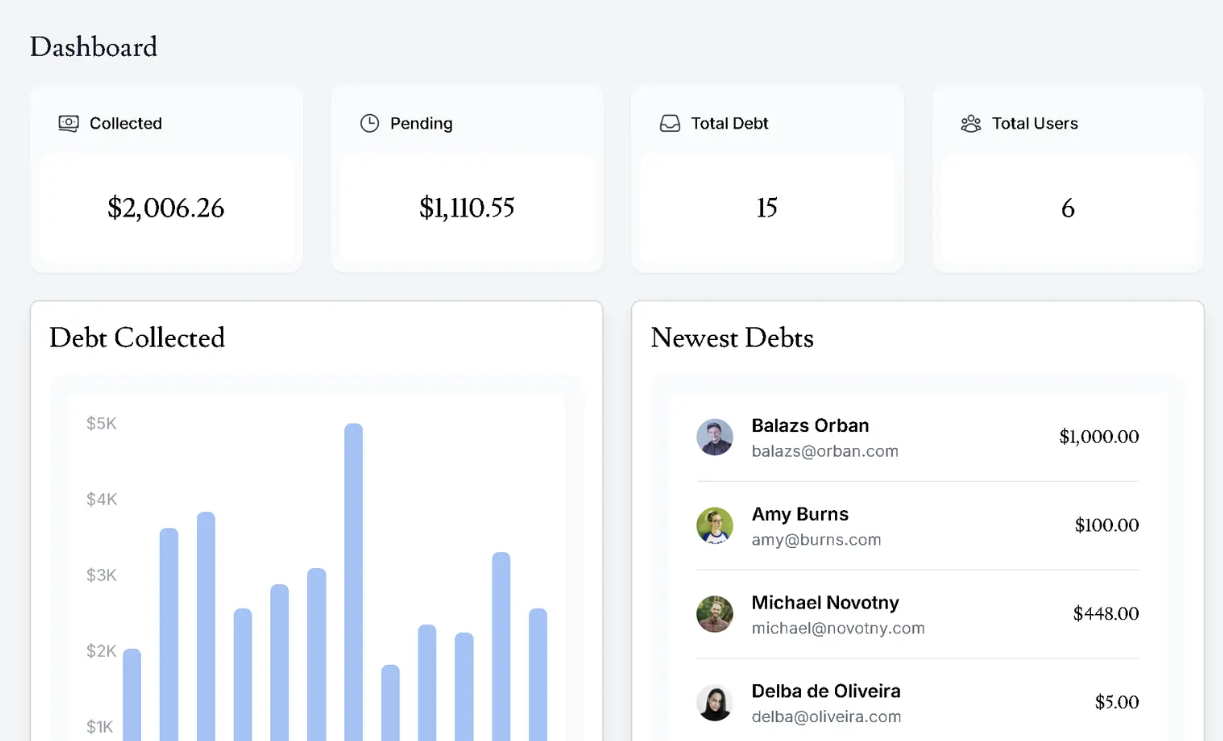 Dashboard
Collected
Pending
Total Debt
Total Users
$2,006.26
$1,110.55
15
6
Debt Collected
$5K
$4K
$3K
$2K
$1K
Newest Debts
Balazs Orban
balazs@orban.com
$1,000.00
Amy Burns
amy@burns.com
$100.00
Michael Novotny
michael@novotny.com
$448.00
Delba de Oliveira
delba@oliveira.com
$5.00